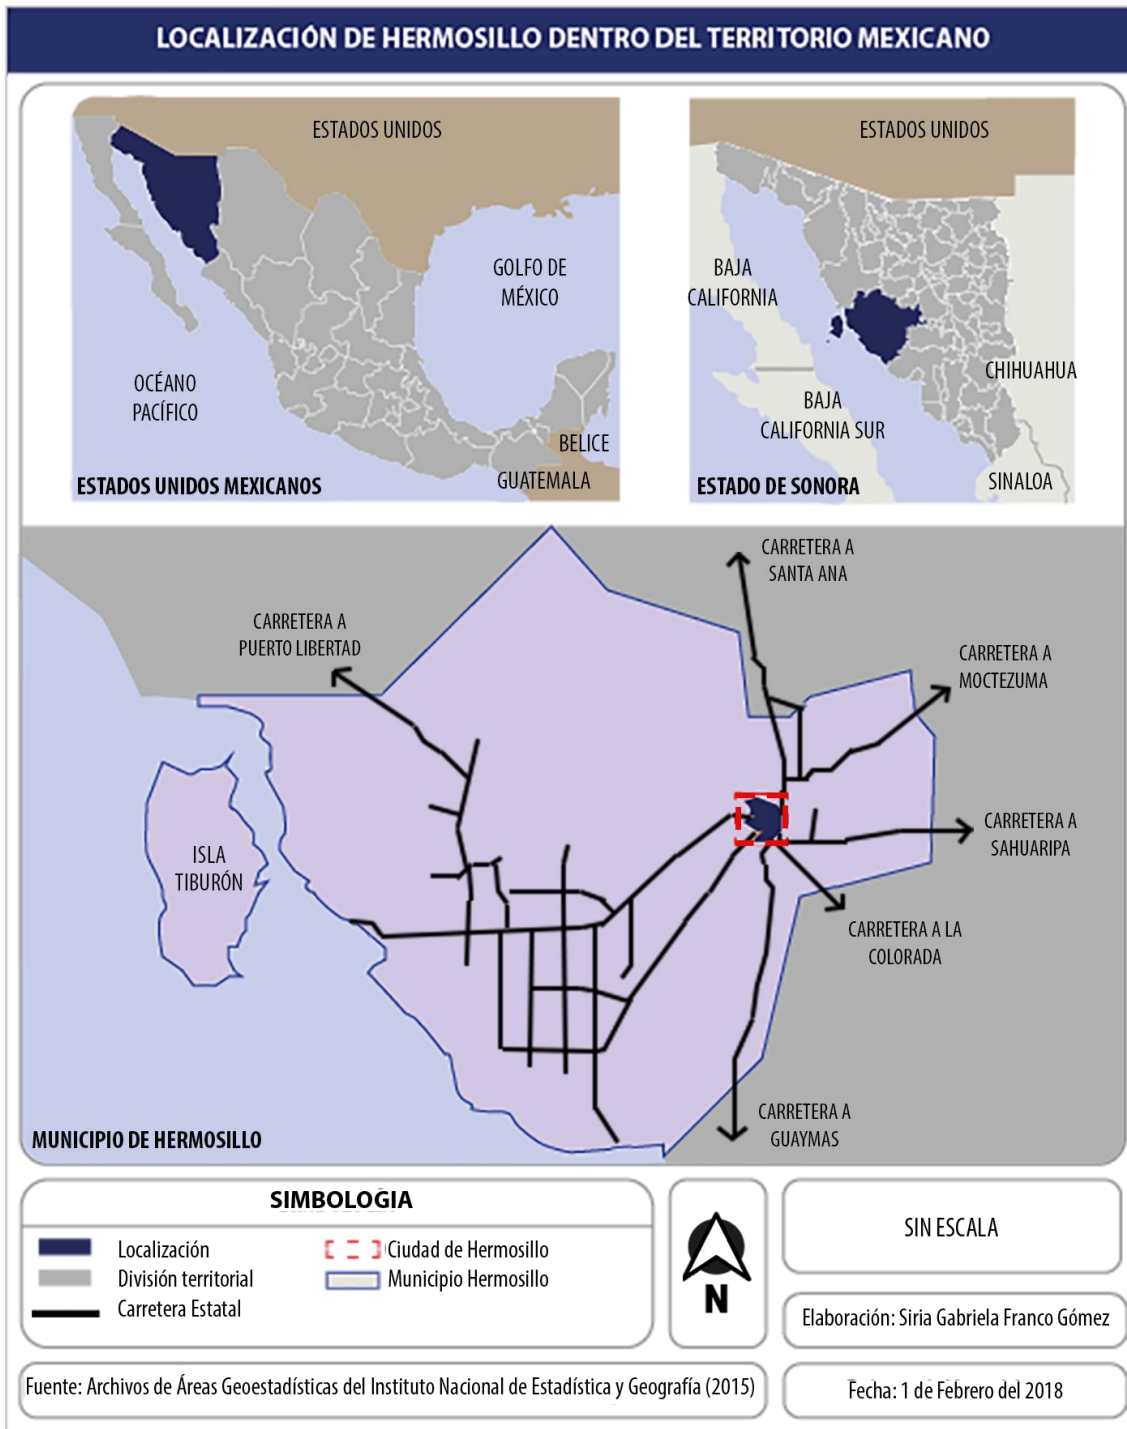 LOCALIZACIÓN DE HERMOSILLO DENTRO DEL TERRITORIO MEXICANO
ESTADOS UNIDOS
GOLFO DE
MÉXICO
OCÉANO
PACÍFICO
BELICE
GUATEMALA
ESTADOS UNIDOS MEXICANOS
ESTADOS UNIDOS
BAJA
CALIFORNIA
CHIHUAHUA
BAJA
CALIFORNIA SUR
SINALOA
ESTADO DE SONORA
CARRETERA A
SANTA ANA
CARRETERA A
PUERTO LIBERTAD
CARRETERA A
MOCTEZUMA
CARRETERA A
SAHUARIPA
ISLA
TIBURÓN
CARRETERA A LA
COLORADA
CARRETERA A
GUAYMAS
MUNICIPIO DE HERMOSILLO
SIMBOLOGIA
Localización
División territorial
Carretera Estatal
Ciudad de Hermosillo
Municipio Hermosillo
N
SIN ESCALA
Elaboración: Siria Gabriela Franco Gómez
Fuente: Archivos de Áreas Geoestadísticas del Instituto Nacional de Estadística y Geografía (2015)
Fecha: 1 de Febrero del 2018